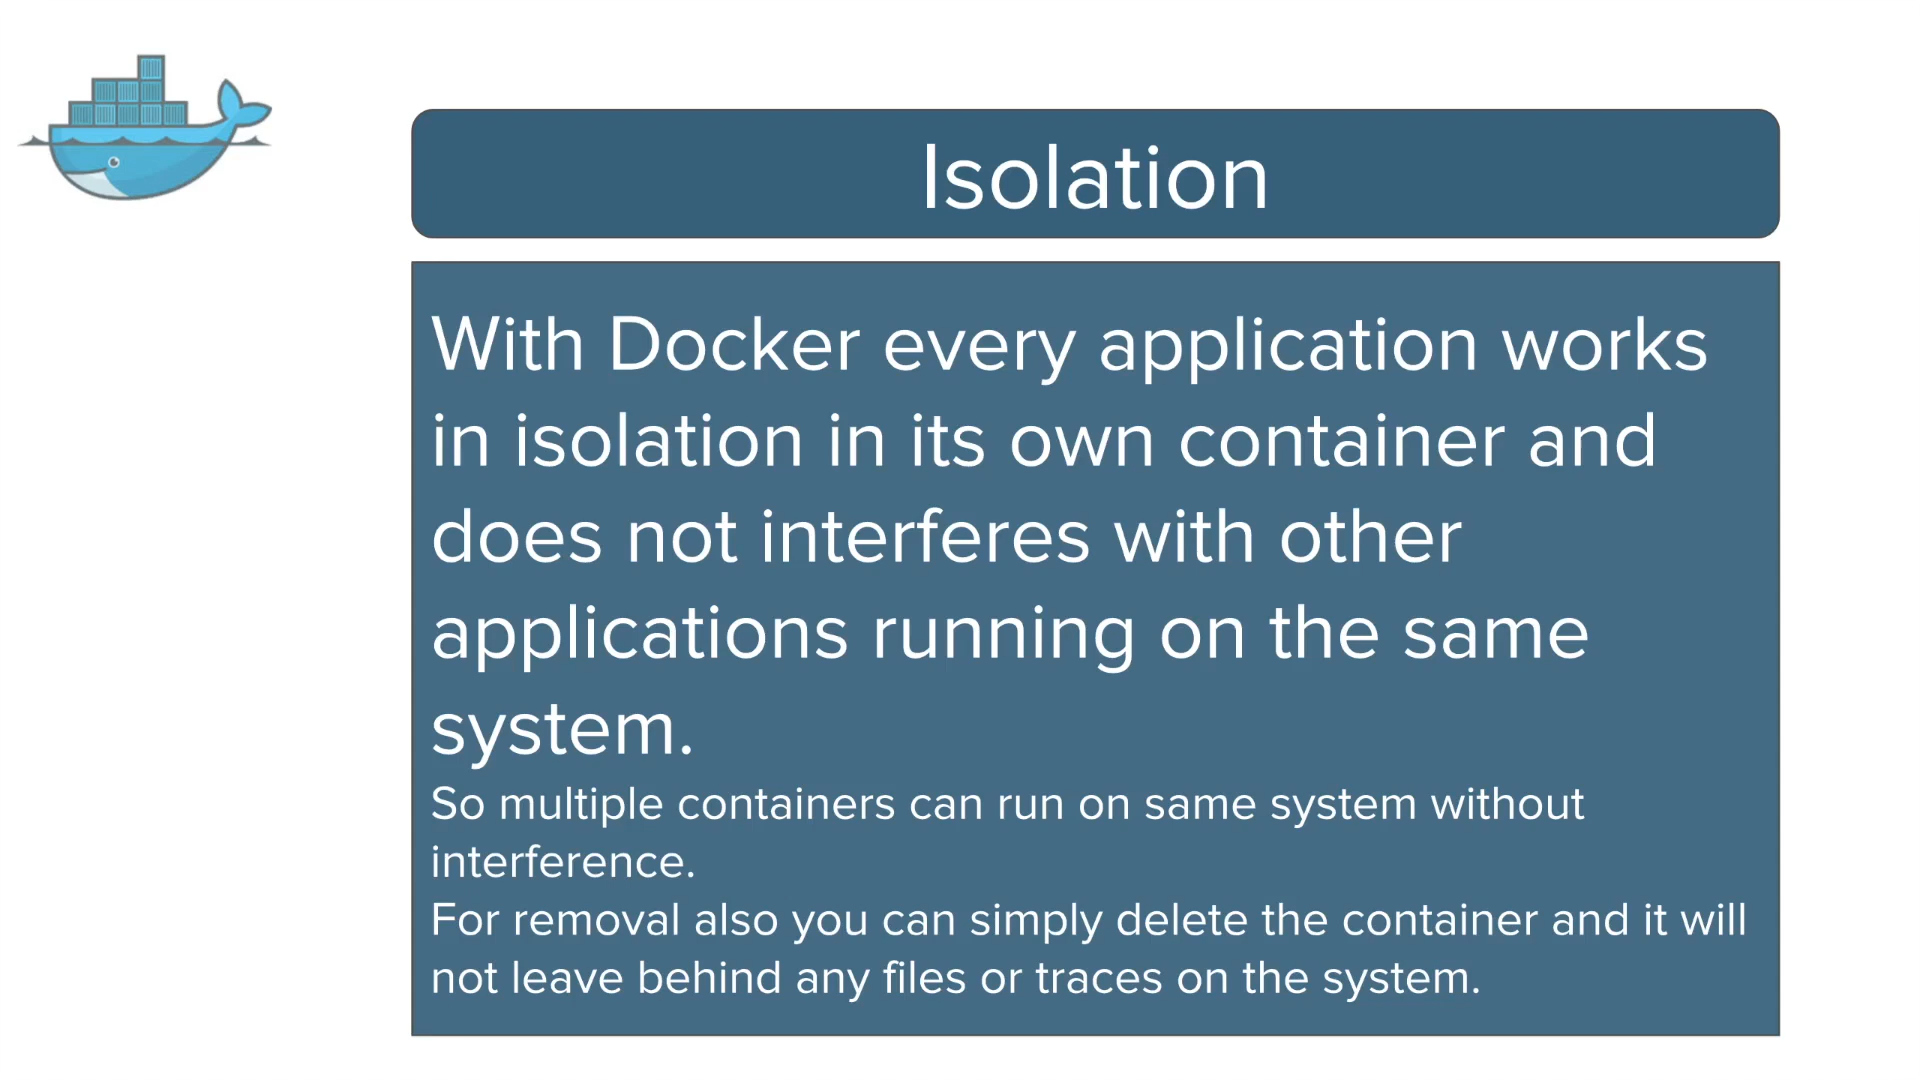 Isolation
With Docker every application works
in isolation in its own container and
does not interferes with other
applications running on the same
system.
So multiple containers can run on same system without
interference.
For removal also you can simply delete the container and it will
not leave behind any files or traces on the system.